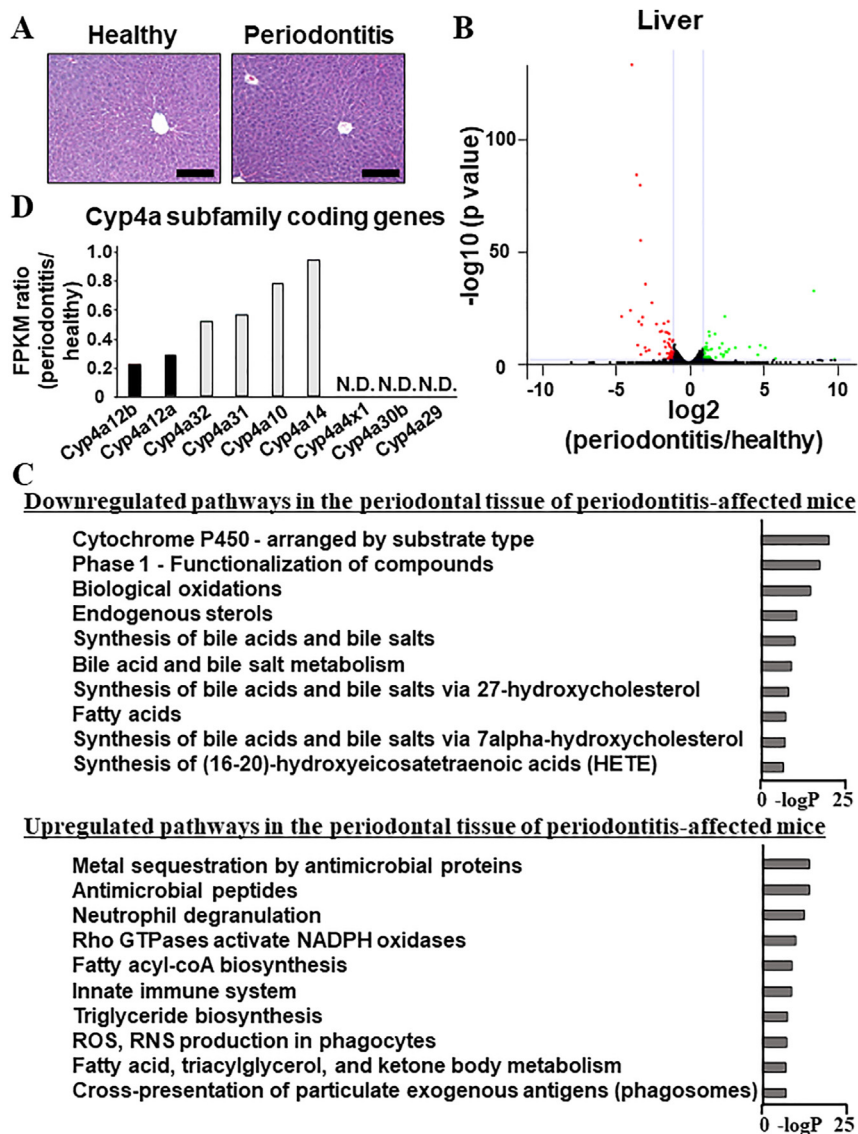 A
Healthy
Periodontitis
B
Liver
-log10 (p value)
100
50
0
-10
-5
0
5
10
log2
(periodontitis/healthy)
D
Cyp4a subfamily coding genes
FPKM ratio
(periodontitis/
healthy)
1.0
0.8
0.6
0.4
0.2
0
N.D. N.D. N.D.
Cyp4a12b
Cyp4a12a
Cyp4a32
Cyp4a31
Cyp4a10
Cyp4a14
Cyp4a4x1
Cyp4a30b
Cyp4a29
C
Downregulated pathways in the periodontal tissue of periodontitis-affected mice
Cytochrome P450 - arranged by substrate type
Phase 1 - Functionalization of compounds
Biological oxidations
Endogenous sterols
Synthesis of bile acids and bile salts
Bile acid and bile salt metabolism
Synthesis of bile acids and bile salts via 27-hydroxycholesterol
Fatty acids
Synthesis of bile acids and bile salts via 7alpha-hydroxycholesterol
Synthesis of (16-20)-hydroxyeicosatetraenoic acids (HETE)
0 -logP 25
Upregulated pathways in the periodontal tissue of periodontitis-affected mice
Metal sequestration by antimicrobial proteins
Antimicrobial peptides
Neutrophil degranulation
Rho GTPases activate NADPH oxidases
Fatty acyl-coA biosynthesis
Innate immune system
Triglyceride biosynthesis
ROS, RNS production in phagocytes
Fatty acid, triacylglycerol, and ketone body metabolism
Cross-presentation of particulate exogenous antigens (phagosomes)
0 -logP 25